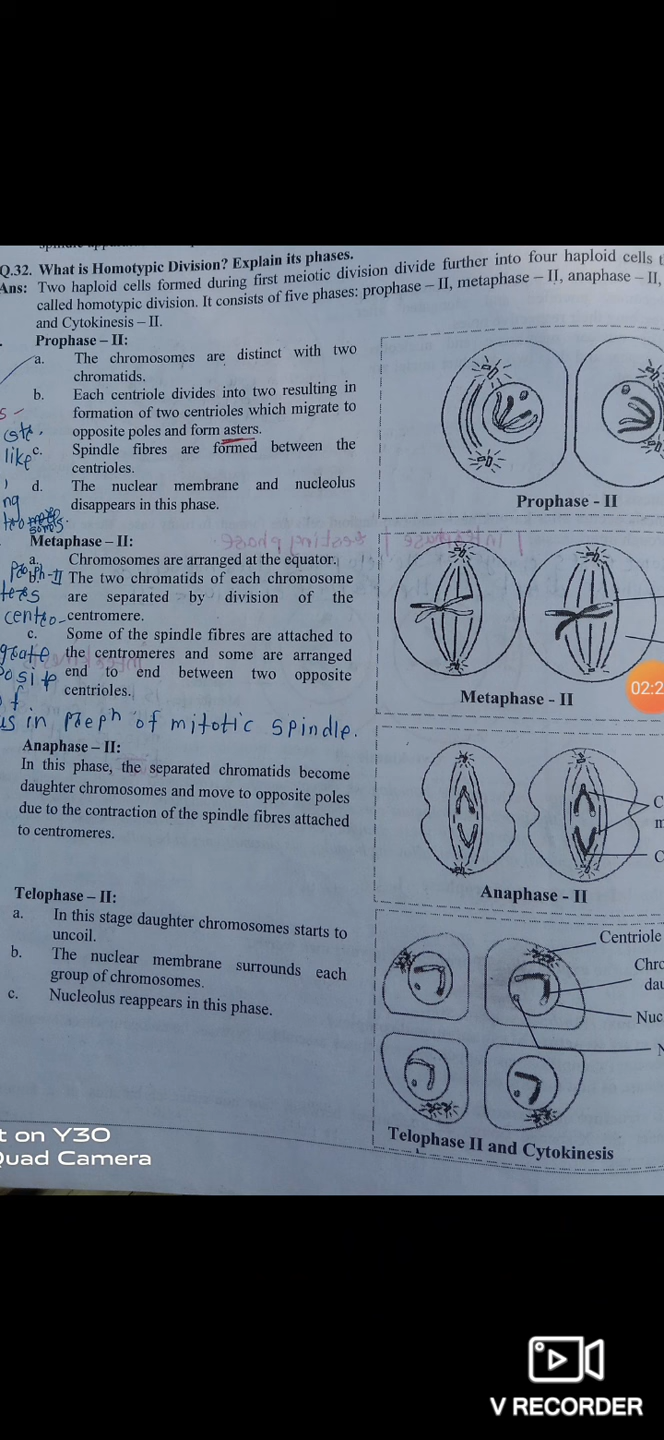 Q.32. What is Homotypic Division? Explain its phases.
Ans: Two haploid cells formed during first meiotic division divide further into four haploid cells
called homotypic division. It consists of five phases: prophase – II, metaphase – II, anaphase – II,
and Cytokinesis – II.
Prophase – II:
a. The chromosomes are distinct with two
chromatids.
b. Each centriole divides into two resulting in
formation of two centrioles which migrate to
opposite poles and form asters.
c. Spindle fibres are formed between the
centrioles.
d. The nuclear membrane and nucleolus
disappears in this phase.
like
Prophase - II
Metaphase – II:
a. Chromosomes are arranged at the equator.
b. The two chromatids of each chromosome
are separated by division of the
centromere.
c. Some of the spindle fibres are attached to
the centromeres and some are arranged
end to end between two opposite
centrioles.
centro-
in proph of mitotic spindle.
Metaphase - II
02:2
Anaphase – II:
In this phase, the separated chromatids become
daughter chromosomes and move to opposite poles
due to the contraction of the spindle fibres attached
to centromeres.
Anaphase - II
Telophase – II:
a. In this stage daughter chromosomes starts to
uncoil.
b. The nuclear membrane surrounds each
group of chromosomes.
c. Nucleolus reappears in this phase.
Centriole
Chro
dau
Nuc
N
Telophase II and Cytokinesis
t on Y30
Quad Camera
V RECORDER